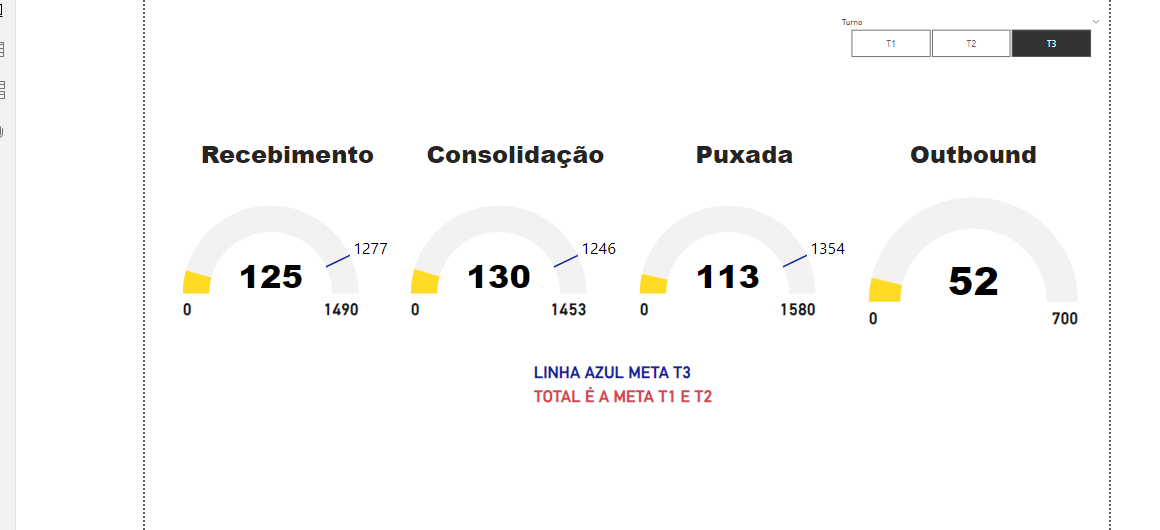 Turno
T1 T2 T3
Recebimento Consolidação Puxada Outbound
1277 1246 1354
125 130 113 52
0 1490 0 1453 0 1580 0 700
LINHA AZUL META T3
TOTAL É A META T1 E T2